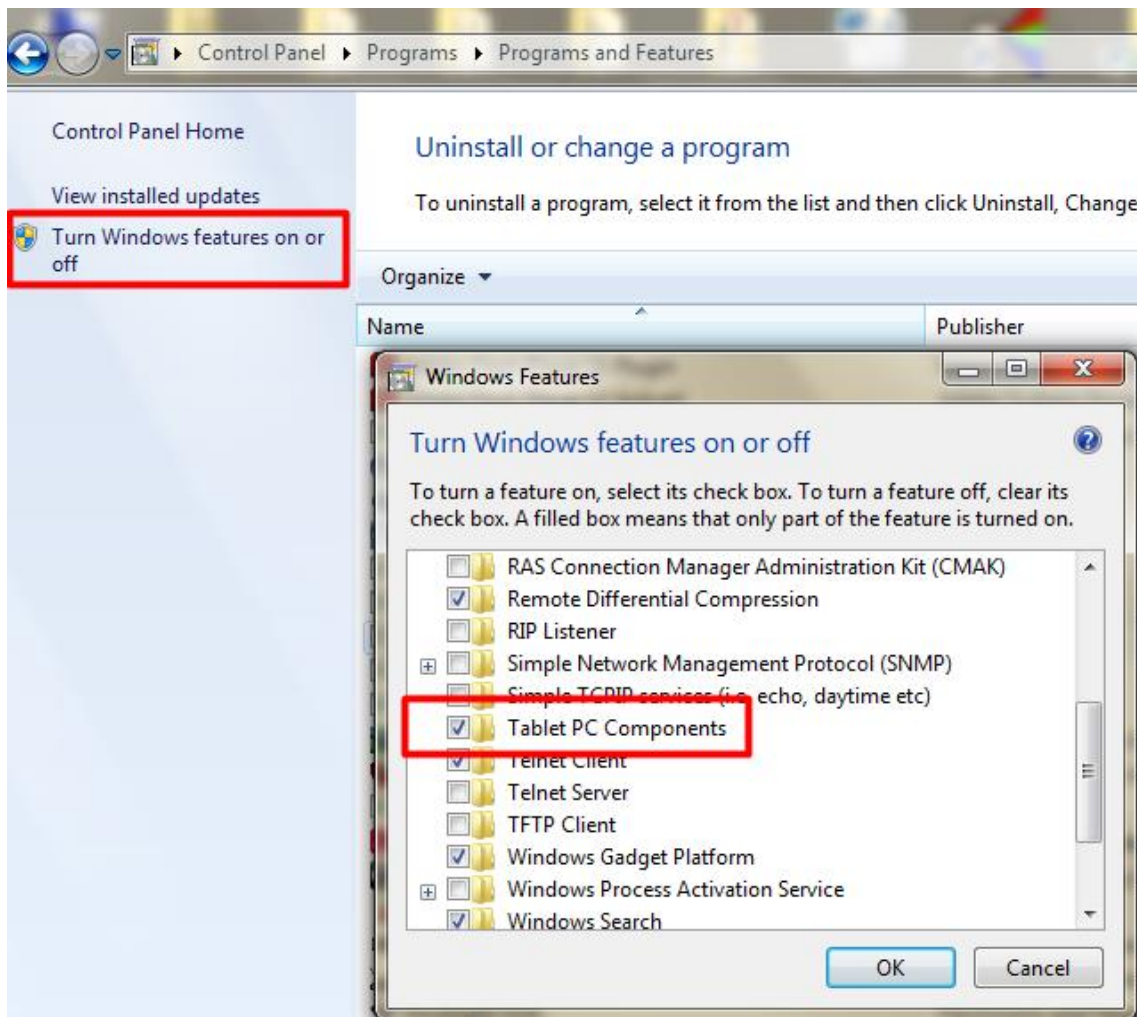 Control Panel Programs Programs and Features
Control Panel Home
View installed updates
Turn Windows features on or
off
Uninstall or change a program
To uninstall a program, select it from the list and then click Uninstall, Change
Organize
Name Publisher
Windows Features
Turn Windows features on or off
To turn a feature on, select its check box. To turn a feature off, clear its
check box. A filled box means that only part of the feature is turned on.
RAS Connection Manager Administration Kit (CMAK)
Remote Differential Compression
RIP Listener
Simple Network Management Protocol (SNMP)
Simple TCPIP services (i.e. echo, daytime etc)
Tablet PC Components
Telnet Client
Telnet Server
TFTP Client
Windows Gadget Platform
Windows Process Activation Service
Windows Search
OK Cancel